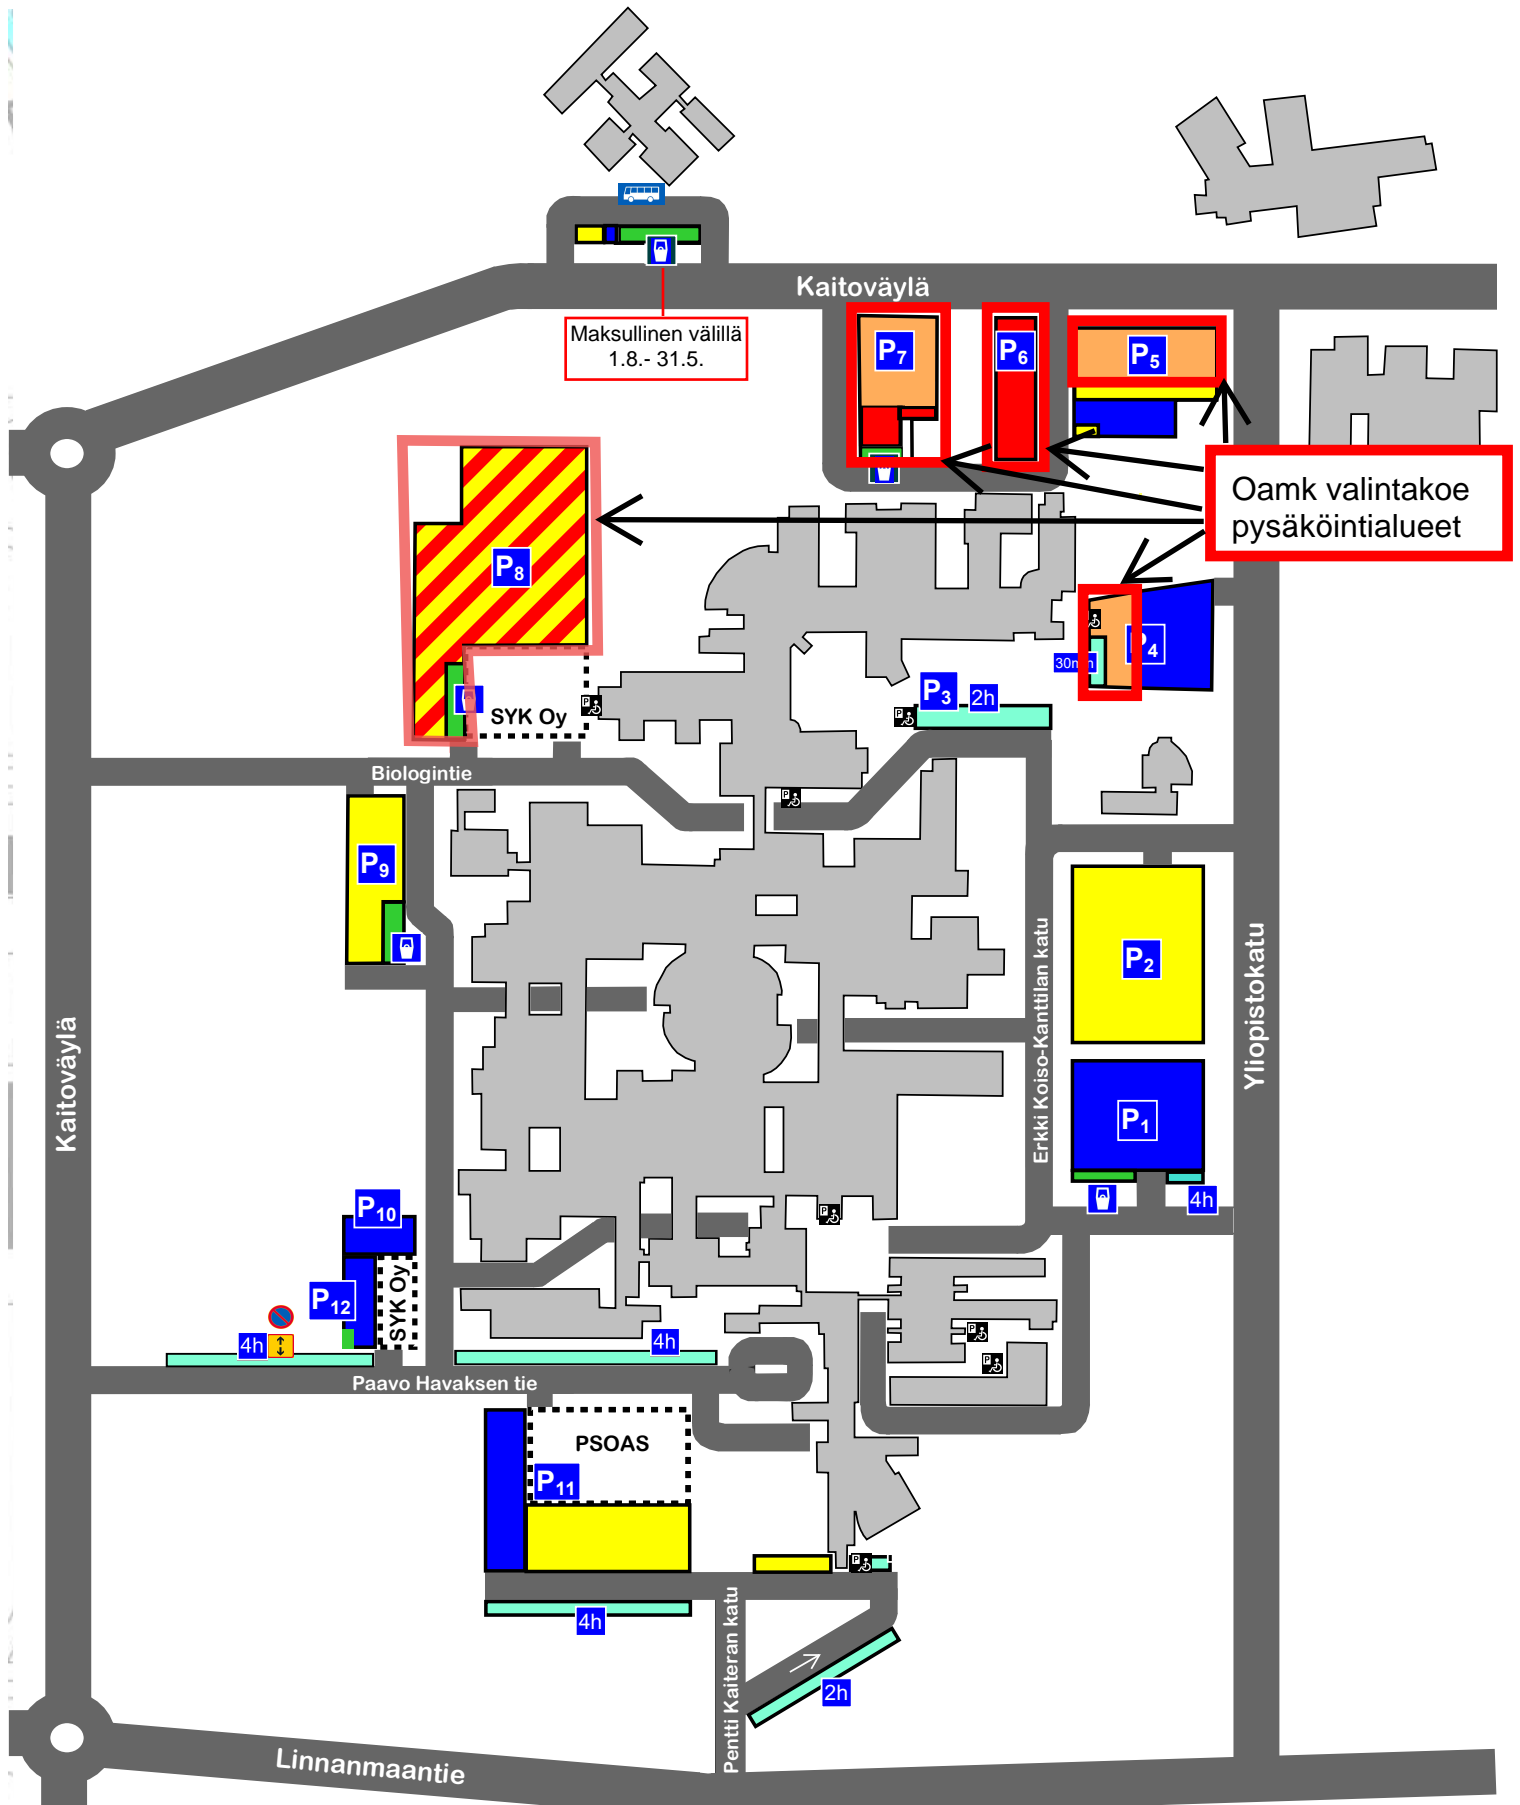 Kaitoväylä
Maksullinen välillä
1.8.- 31.5.
P7
P6
P5
Oamk valintakoe
pysäköintialueet
P8
P4
30min
P3
2h
SYK Oy
Biologintie
P9
P2
Erkki Koiso-Kanttilan katu
Yliopistokatu
Kaitoväylä
P1
4h
P10
SYK Oy
P12
4h
4h
Paavo Havaksen tie
PSOAS
P11
4h
Pentti Kaiteran katu
2h
Linnanmaantie
P
P
P
P
P
P
P
P